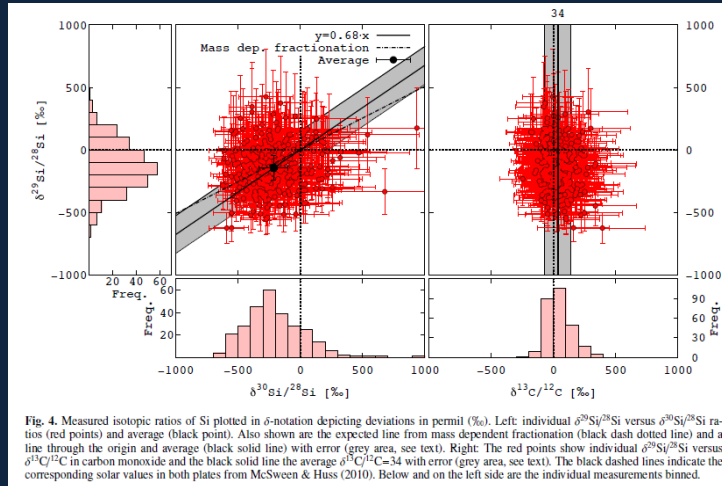 34
y=0.68·x
Mass dep. fractionation
Average
1000
500
0
-500
-1000
δ²⁹Si/²⁸Si [‰]
20 40 60
Freq.
1000
500
0
-500
-1000
60
40
20
Freq.
-1000 -500 0 500 1000
δ³⁰Si/²⁸Si [‰]
90
60
30
0
Freq.
-500 0 500 1000
δ¹³C/¹²C [‰]
Fig. 4. Measured isotopic ratios of Si plotted in δ-notation depicting deviations in permil (‰). Left: individual δ²⁹Si/²⁸Si versus δ³⁰Si/²⁸Si ra-
tios (red points) and average (black point). Also shown are the expected line from mass dependent fractionation (black dash dotted line) and a
line through the origin and average (black solid line) with error (grey area, see text). Right: The red points show individual δ²⁹Si/²⁸Si versus
δ¹³C/¹²C in carbon monoxide and the black solid line the average δ¹³C/¹²C=34 with error (grey area, see text). The black dashed lines indicate the
corresponding solar values in both plates from McSween & Huss (2010). Below and on the left side are the individual measurements binned.